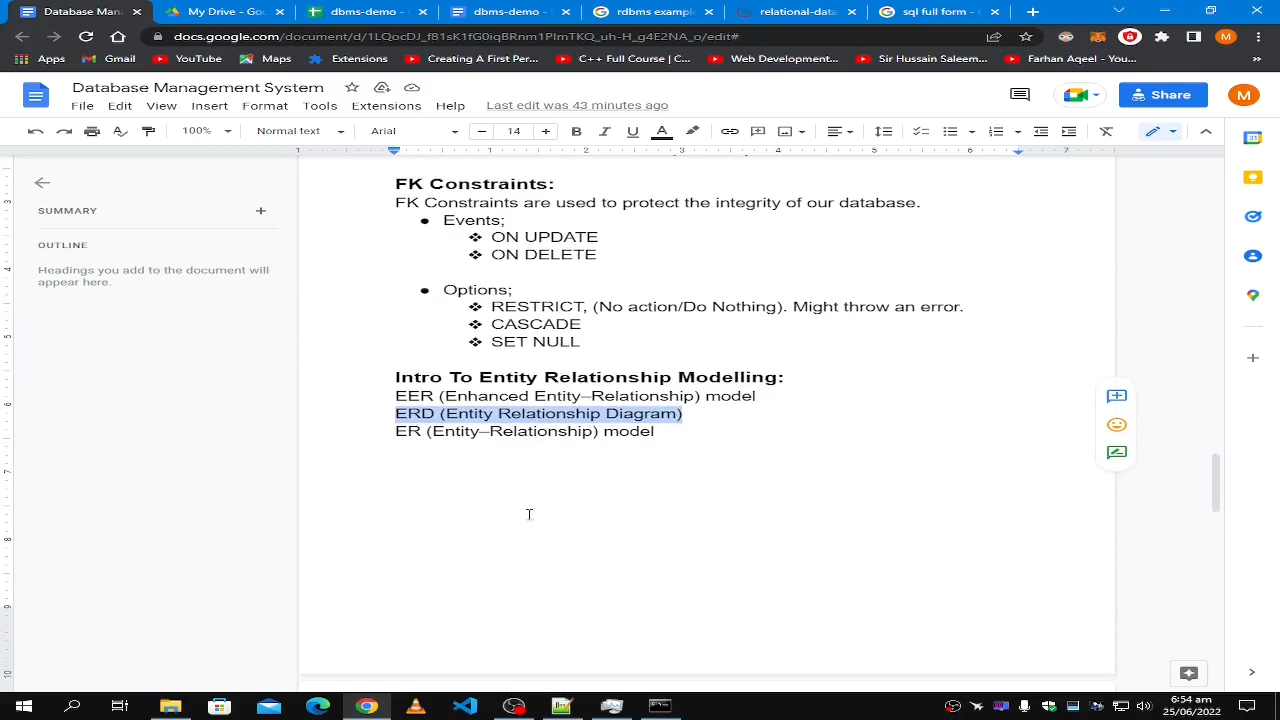 Database Man
My Drive - Goo
dbms-demo -
dbms-demo -
rdbms example
relational-data
sql full form -
docs.google.com/document/d/1LQocDJ_f81sK1fG0iqBRnm1PlmTKQ_uh-H_g4E2NA_o/edit#
Apps
Gmail
YouTube
Maps
Extensions
Creating A First Per...
C++ Full Course | C...
Web Development...
Sir Hussain Saleem...
Farhan Aqel...
Database Management System
File Edit View Insert Format Tools Extensions Help Last edit was 43 minutes ago
Share
M
100% Normal text Arial 14
SUMMARY
OUTLINE
Headings you add to the document will
appear here.
FK Constraints:
FK Constraints are used to protect the integrity of our database.
● Events;
❖ ON UPDATE
❖ ON DELETE
● Options;
❖ RESTRICT, (No action/Do Nothing). Might throw an error.
❖ CASCADE
❖ SET NULL
Intro To Entity Relationship Modelling:
EER (Enhanced Entity–Relationship) model
ERD (Entity Relationship Diagram)
ER (Entity–Relationship) model
6:54 am
25/06/2022